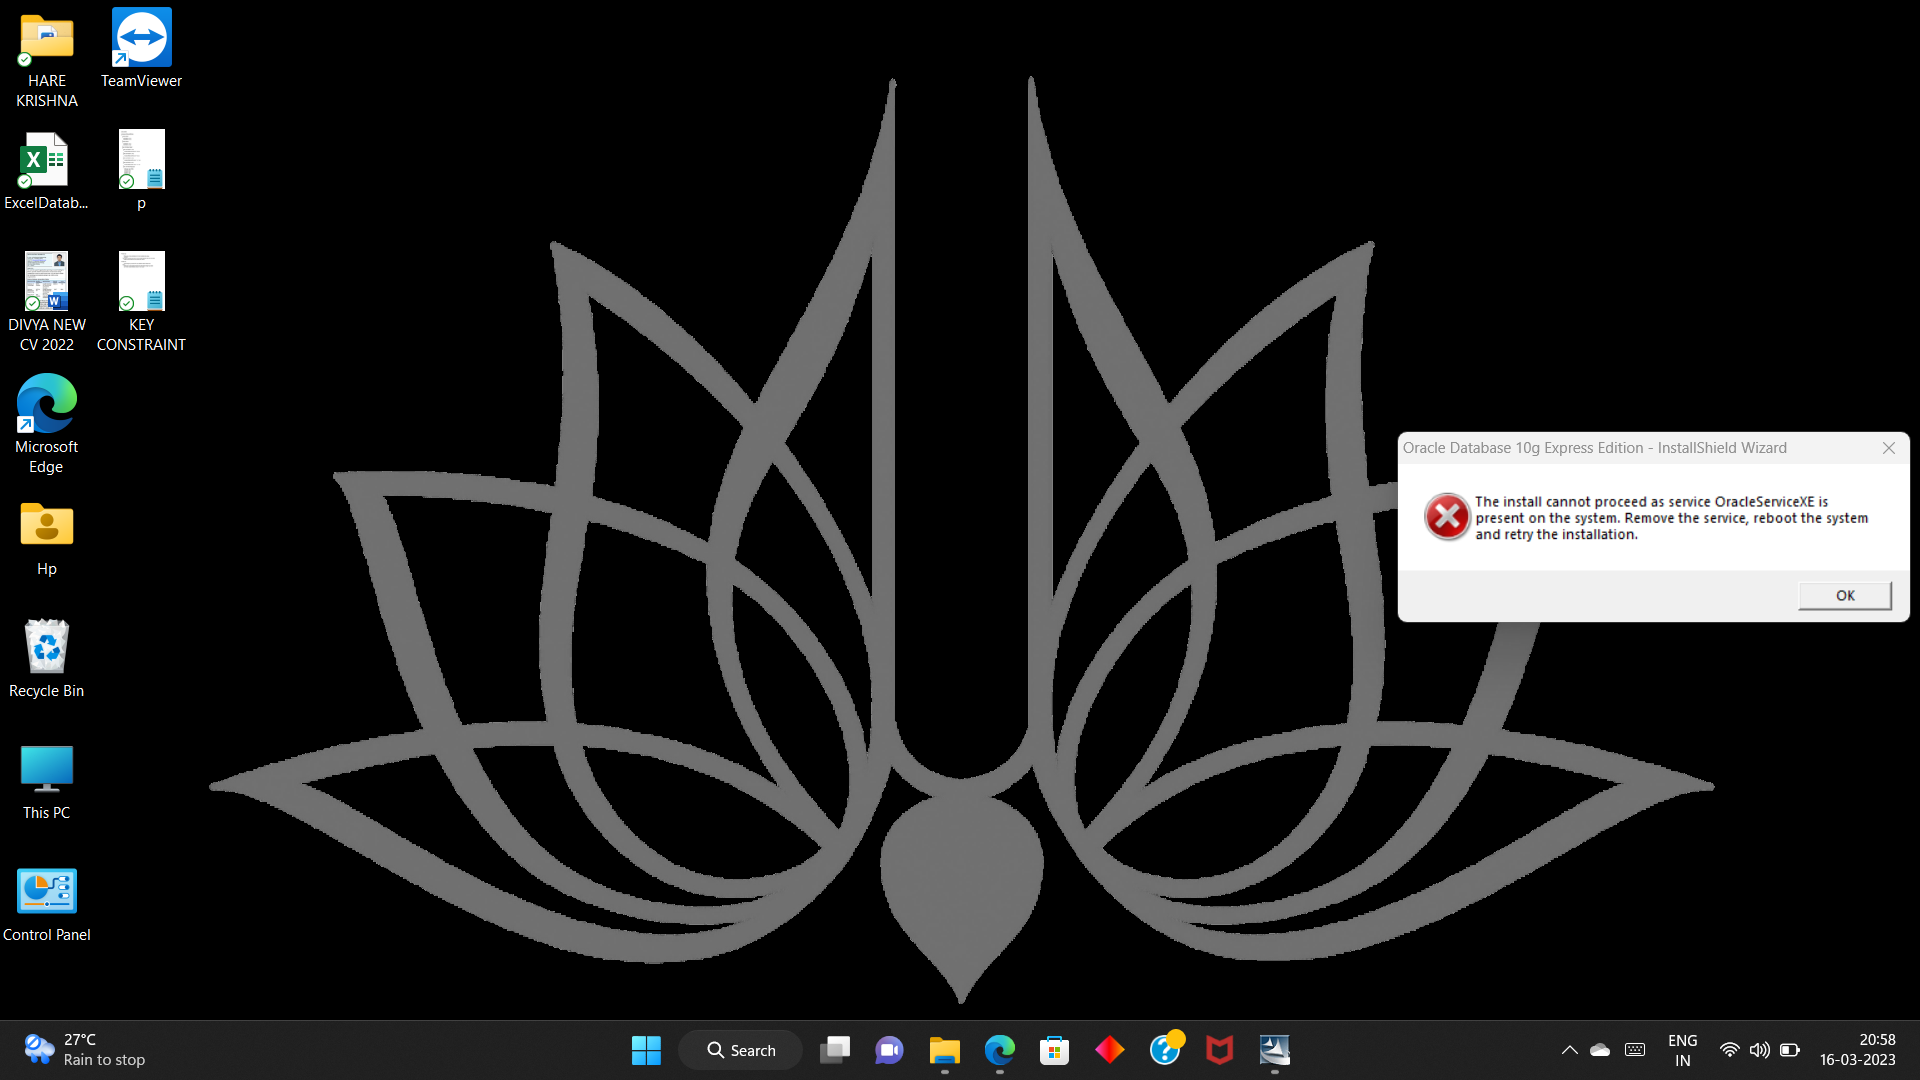 HARE
KRISHNA
TeamViewer
ExcelDatab...
p
DIVYA NEW
CV 2022
KEY
CONSTRAINT
Microsoft
Edge
Hp
Recycle Bin
This PC
Control Panel
Oracle Database 10g Express Edition - InstallShield Wizard
The install cannot proceed as service OracleServiceXE is
present on the system. Remove the service, reboot the system
and retry the installation.
OK
27°C
Rain to stop
Search
ENG
IN
20:58
16-03-2023